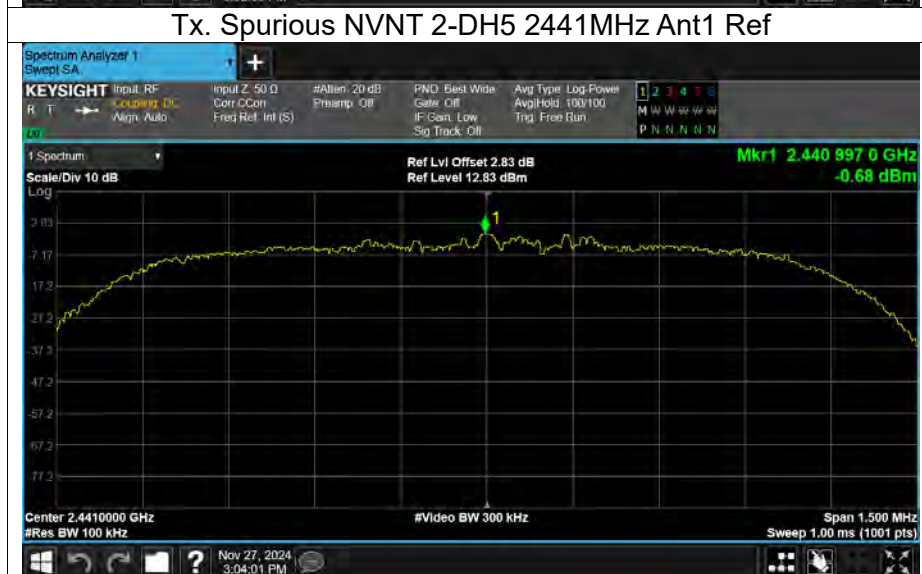 Tx. Spurious NVNT 2-DH5 2441MHz Ant1 Ref
Spectrum Analyzer 1
Swept SA
+
KEYSIGHT Input: RF
R T Coupling: DC
Align: Auto
Input Z: 50 Ω
Corr CCorr
Freq Ref: Int (S)
#Atten: 20 dB
Preamp: Off
PNO: Best Wide
Gate: Off
IF Gain: Low
Sig Track: Off
Avg Type: Log-Power
Avg|Hold: 100/100
Trig: Free Run
1 2 3 4 5 6
M W W W W W
P N N N N N
1 Spectrum
Scale/Div 10 dB
Log
Ref Lvl Offset 2.83 dB
Ref Level 12.83 dBm
Mkr1 2.440 997 0 GHz
-0.68 dBm
1
2.83
-7.17
-17.2
-27.2
-37.3
-47.2
-57.2
-67.2
-77.2
Center 2.4410000 GHz
#Res BW 100 kHz
#Video BW 300 kHz
Span 1.500 MHz
Sweep 1.00 ms (1001 pts)
?
Nov 27, 2024
3:04:01 PM